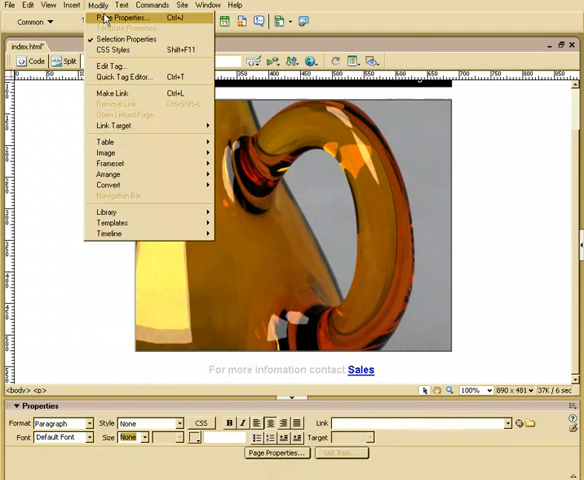 File Edit View Insert Modify Text Commands Site Window Help
Common
Page Properties... Ctrl+J
Template Properties...
Selection Properties
CSS Styles Shift+F11
Edit Tag...
Quick Tag Editor... Ctrl+T
Make Link Ctrl+L
Remove Link Ctrl+Shift+L
Open Linked Page...
Link Target
Table
Image
Frameset
Arrange
Convert
Navigation Bar
Library
Templates
Timeline
index.html*
Code Split
For more infomation contact Sales
<body> <p>
100% 890 x 481 37K / 6 sec
Properties
Format Paragraph Style None CSS B I Link
Font Default Font Size None Target
Page Properties... List Item...